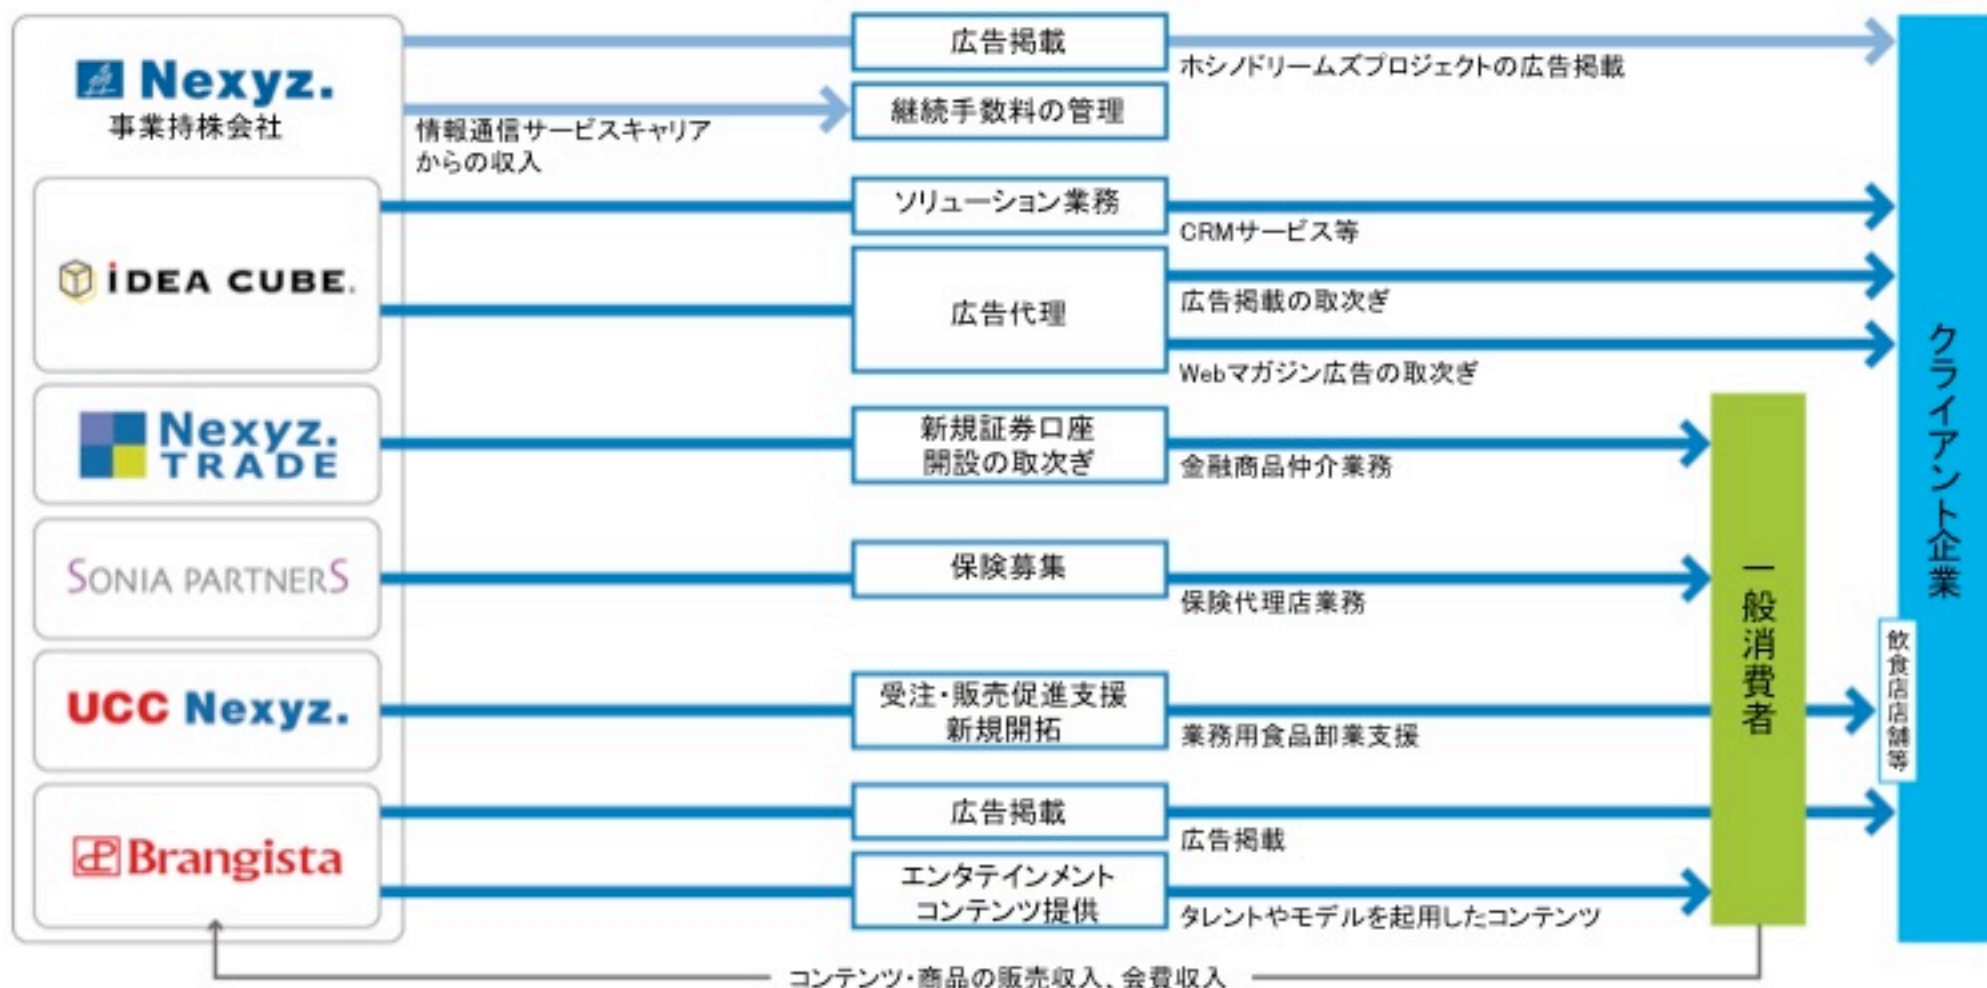 Nexyz.
事業持株会社
広告掲載
ホシノドリームズプロジェクトの広告掲載
情報通信サービスキャリア
からの収入
継続手数料の管理
iDEA CUBE.
ソリューション業務
CRMサービス等
広告代理
広告掲載の取次ぎ
Webマガジン広告の取次ぎ
Nexyz.
TRADE
新規証券口座
開設の取次ぎ
金融商品仲介業務
SONIA PARTNERS
保険募集
保険代理店業務
UCC Nexyz.
受注・販売促進支援
新規開拓
業務用食品卸業支援
Brangista
広告掲載
広告掲載
エンタテインメント
コンテンツ提供
タレントやモデルを起用したコンテンツ
一般消費者
飲食店店舗等
クライアント企業
コンテンツ・商品の販売収入、会費収入